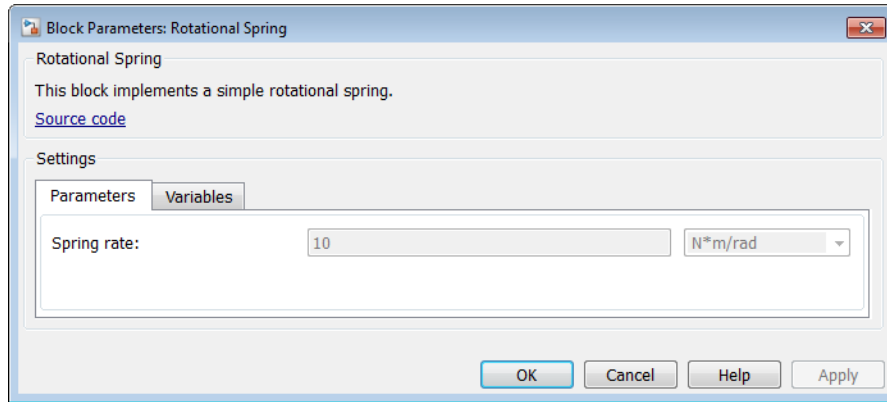 Block Parameters: Rotational Spring
Rotational Spring
This block implements a simple rotational spring.
Source code
Settings
Parameters Variables
Spring rate: 10 N*m/rad
OK Cancel Help Apply